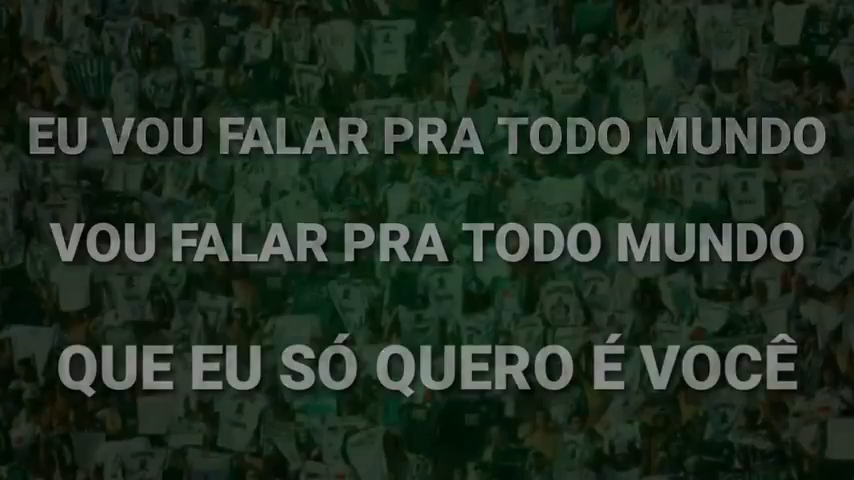 EU VOU FALAR PRA TODO MUNDO
VOU FALAR PRA TODO MUNDO
QUE EU SÓ QUERO É VOCÊ